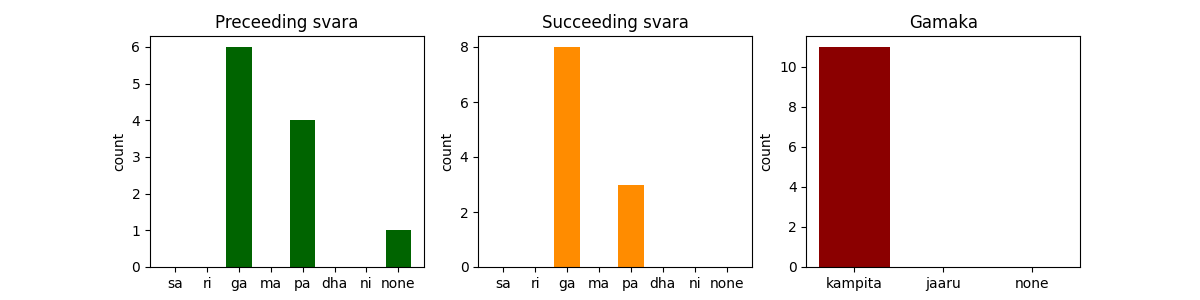 Preceeding svara
count
6
5
4
3
2
1
0
sa ri ga ma pa dha ni none
Succeeding svara
count
8
6
4
2
0
sa ri ga ma pa dha ni none
Gamaka
count
10
8
6
4
2
0
kampita jaaru none